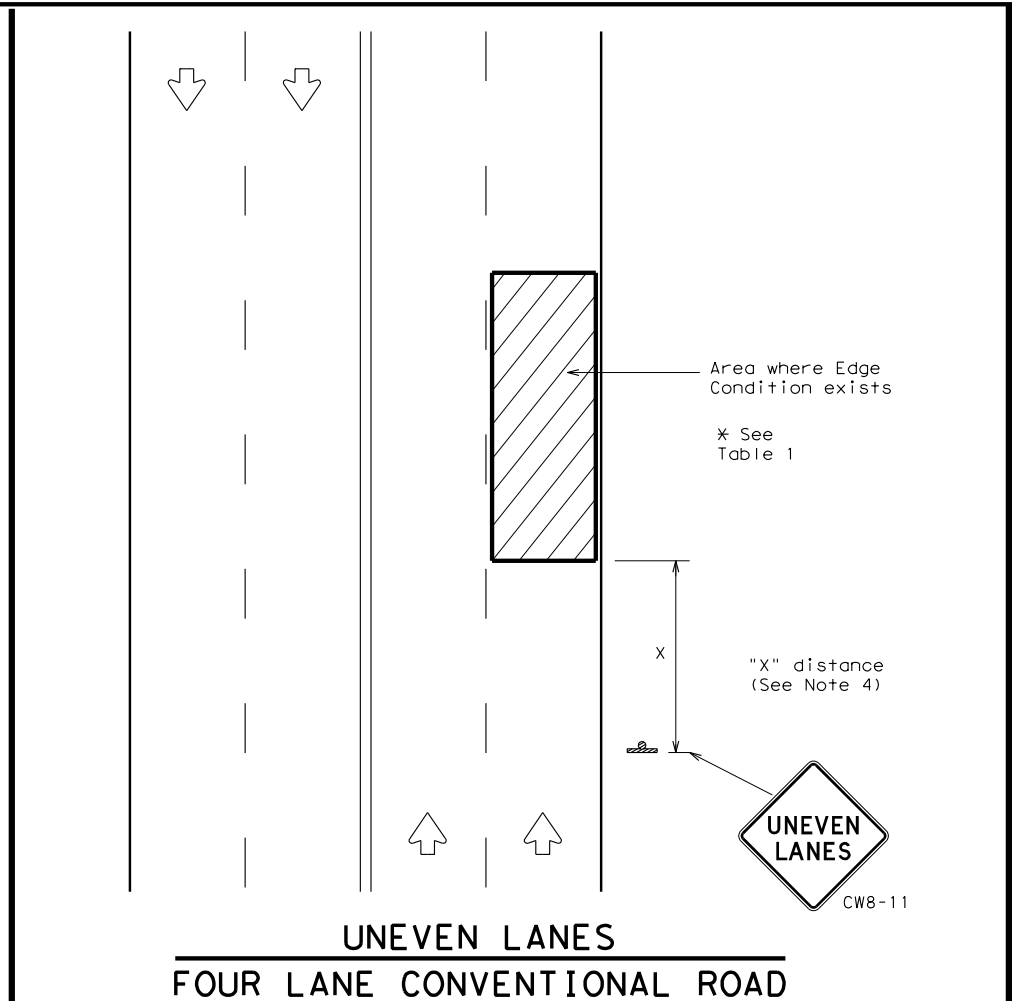 Area where Edge
Condition exists
* See
Table 1
X
"X" distance
(See Note 4)
UNEVEN
LANES
CW8-11
UNEVEN LANES
FOUR LANE CONVENTIONAL ROAD